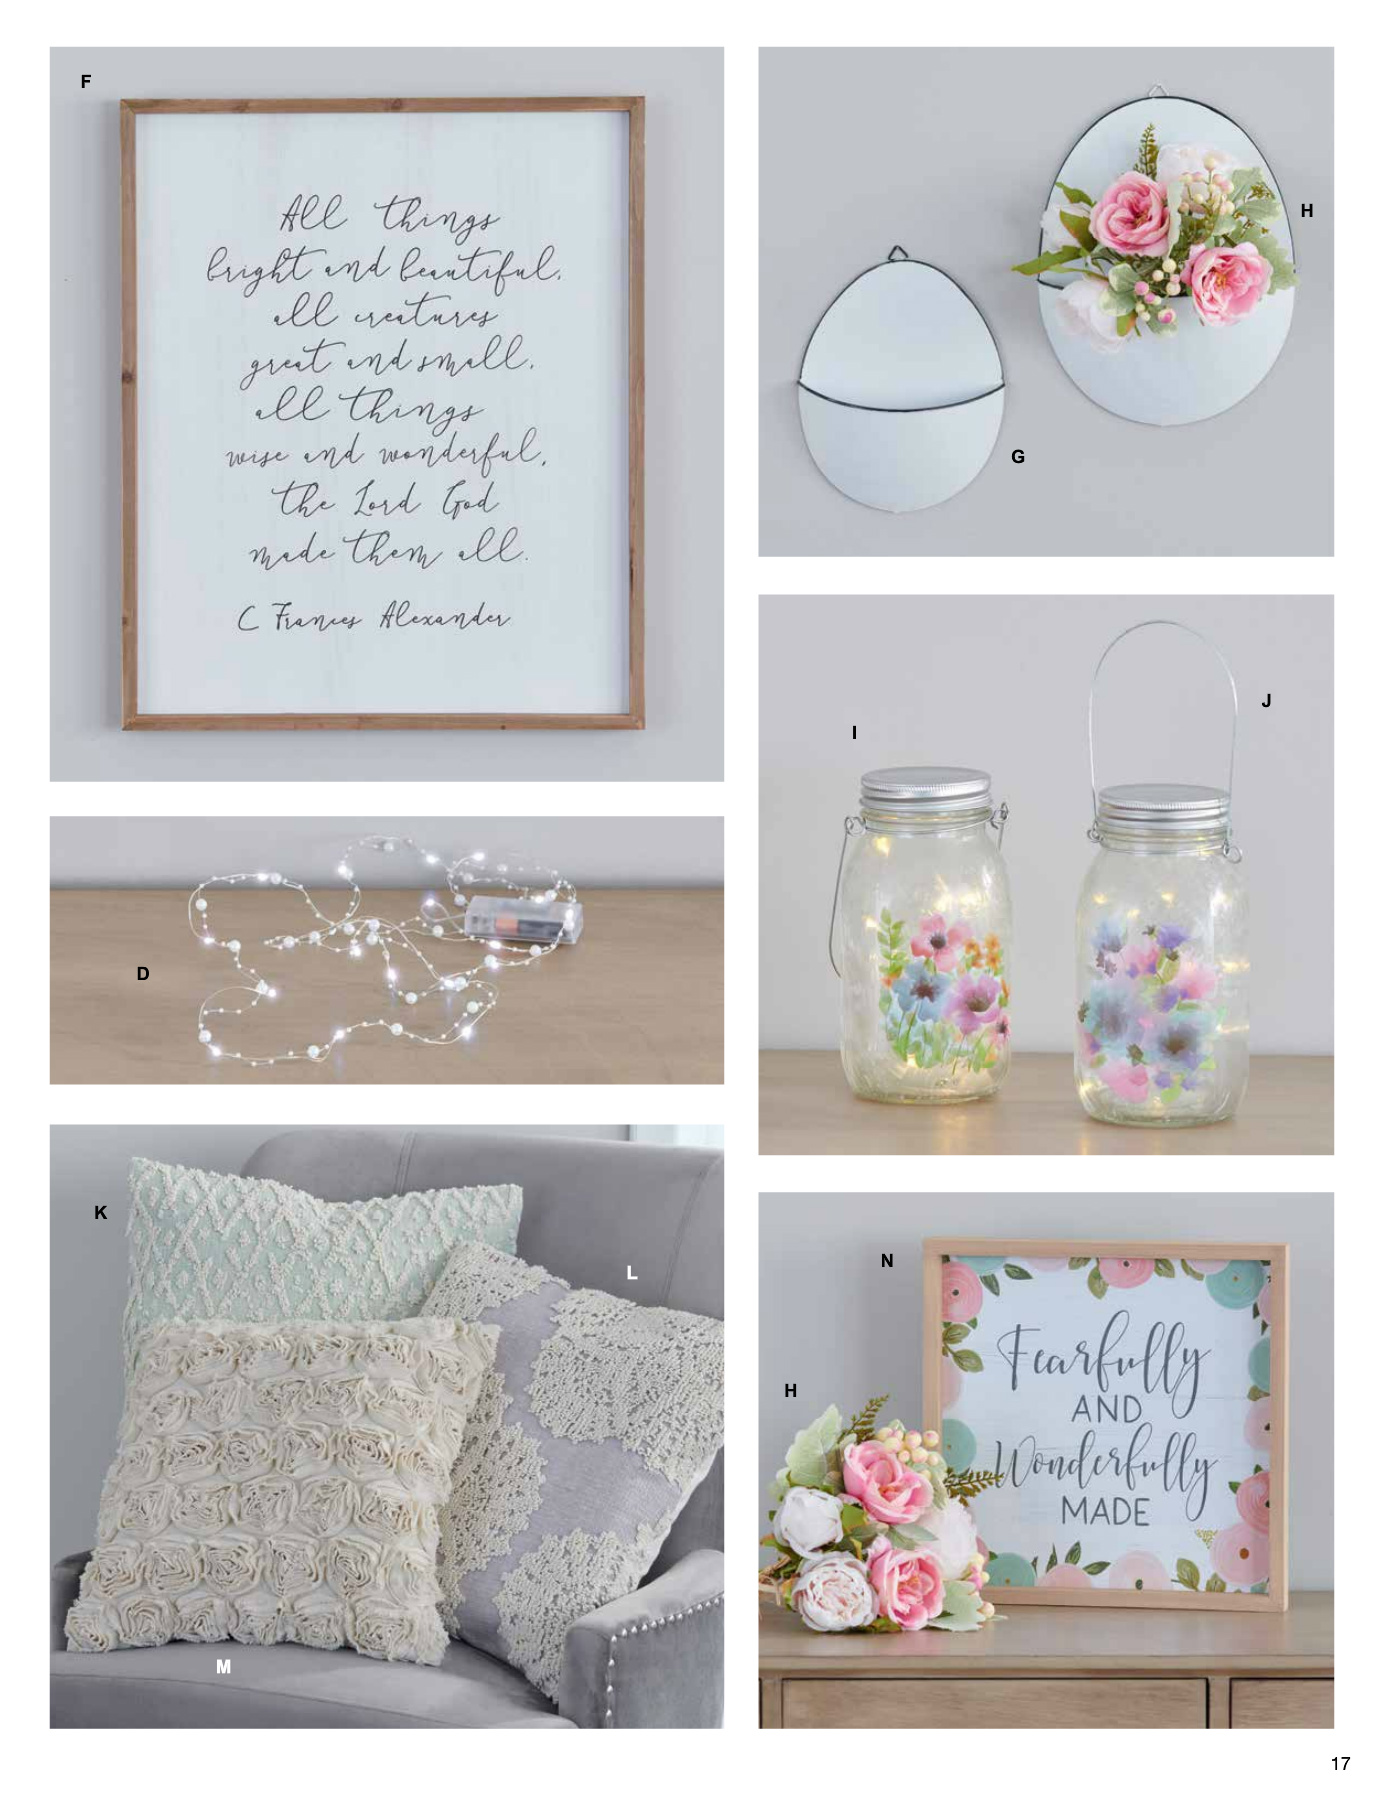 F
All things
bright and beautiful,
all creatures
great and small,
all things
wise and wonderful,
the Lord God
made them all.
C Frances Alexander
H
G
D
I
J
K
L
M
N
H
Fearfully
AND
Wonderfully
MADE
17